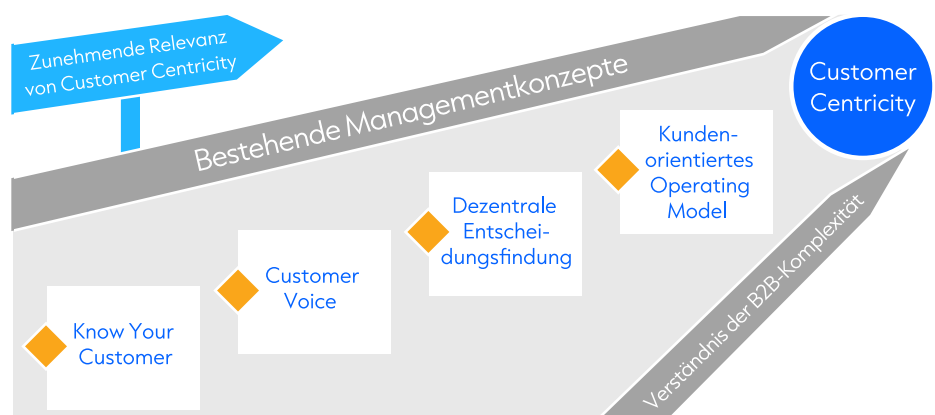 Zunehmende Relevanz
von Customer Centricity
Bestehende Managementkonzepte
Customer
Centricity
Kunden-
orientiertes
Operating
Model
Dezentrale
Entschei-
dungsfindung
Customer
Voice
Know Your
Customer
Verständnis der B2B-Komplexität